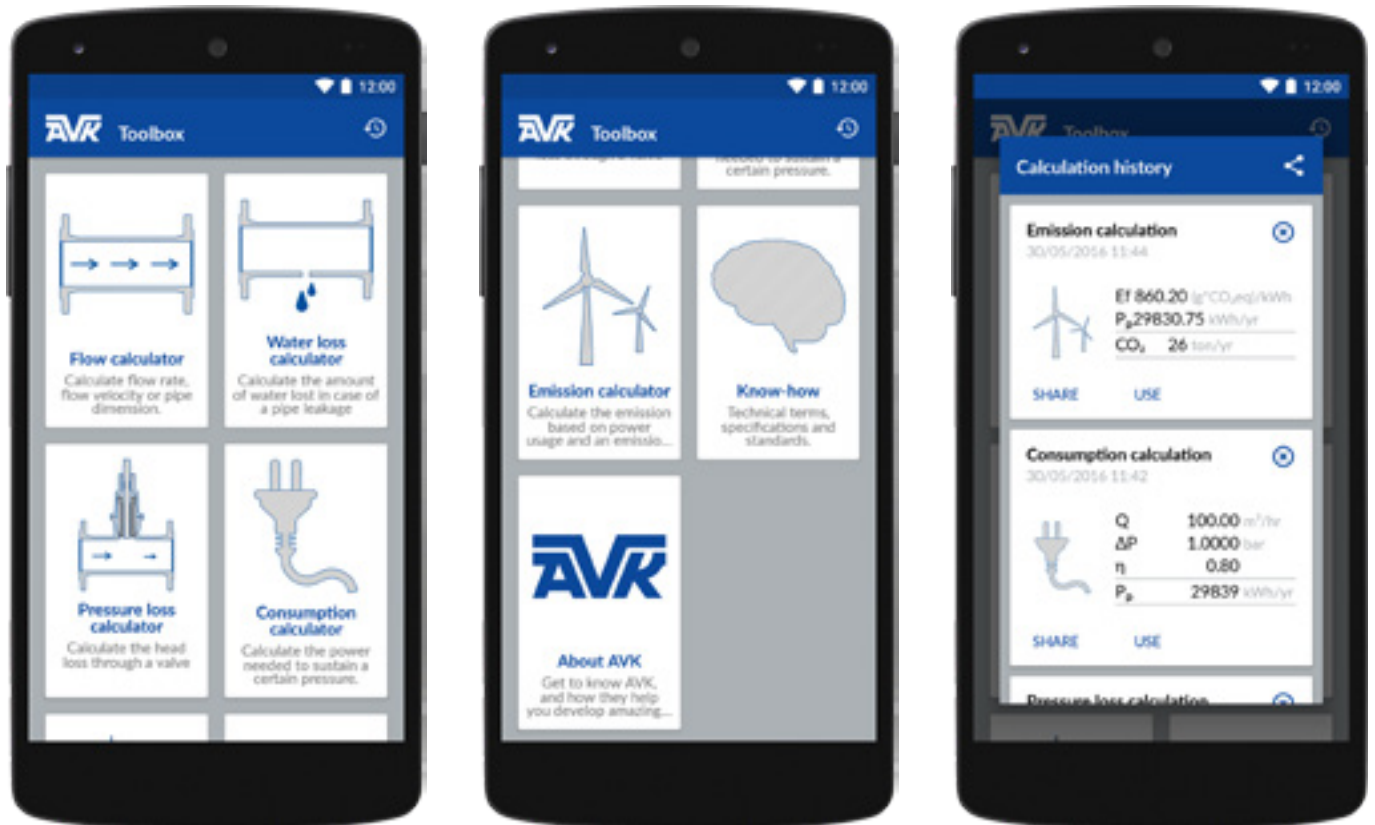 12:00
AVK Toolbox
Flow calculator
Calculate flow rate,
flow velocity or pipe
dimension.
Water loss
calculator
Calculate the amount
of water lost in case of
a pipe leakage
Pressure loss
calculator
Calculate the head
loss through a valve
Consumption
calculator
Calculate the power
needed to sustain a
certain pressure.
12:00
AVK Toolbox
needed to sustain a
certain pressure.
Emission calculator
Calculate the emission
based on power
usage and an emissio...
Know-how
Technical terms,
specifications and
standards.
AVK
About AVK
Get to know AVK,
and how they help
you develop amazing...
12:00
AVK Toolbox
Calculation history
Emission calculation
30/05/2016 11:44
Ef 860.20 (g*CO₂eq)/kWh
Pₚ29830.75 kWh/yr
CO₂ 26 ton/yr
SHARE USE
Consumption calculation
30/05/2016 11:42
Q 100.00 m³/hr
ΔP 1.0000 bar
η 0.80
Pₚ 29839 kWh/yr
SHARE USE
Pressure loss calculation